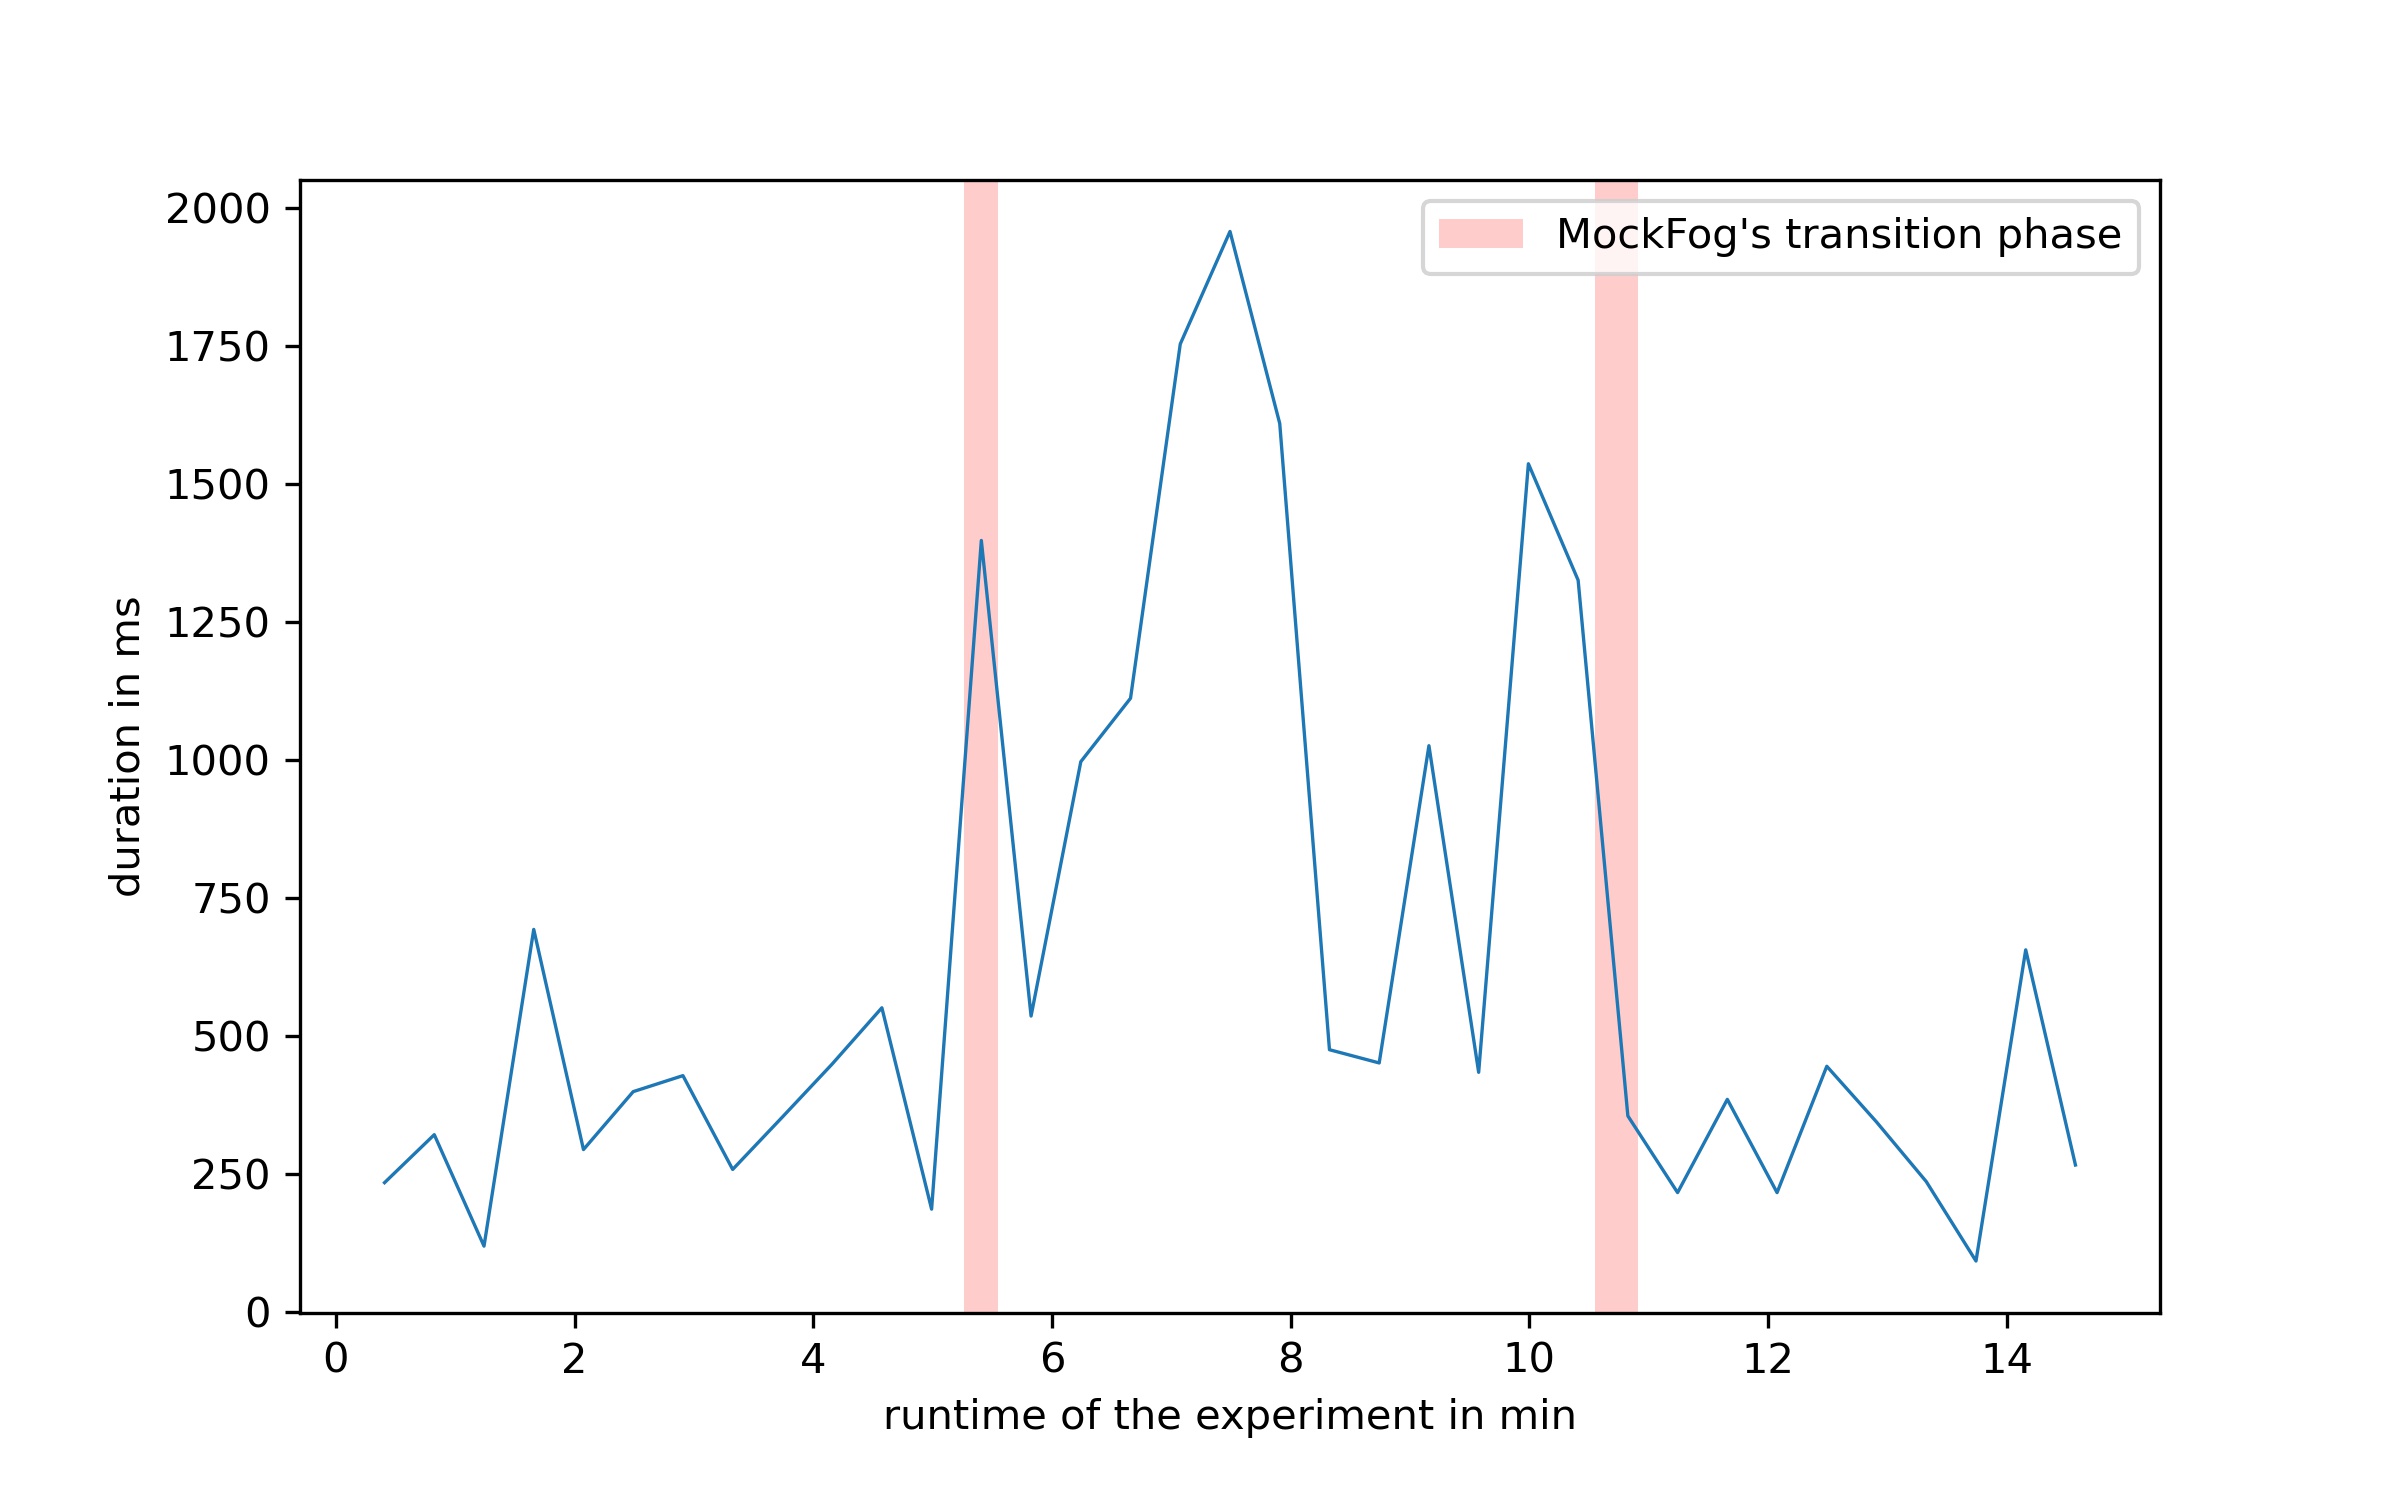 MockFog's transition phase
2000
1750
1500
1250
1000
750
500
250
0
duration in ms
0 2 4 6 8 10 12 14
runtime of the experiment in min